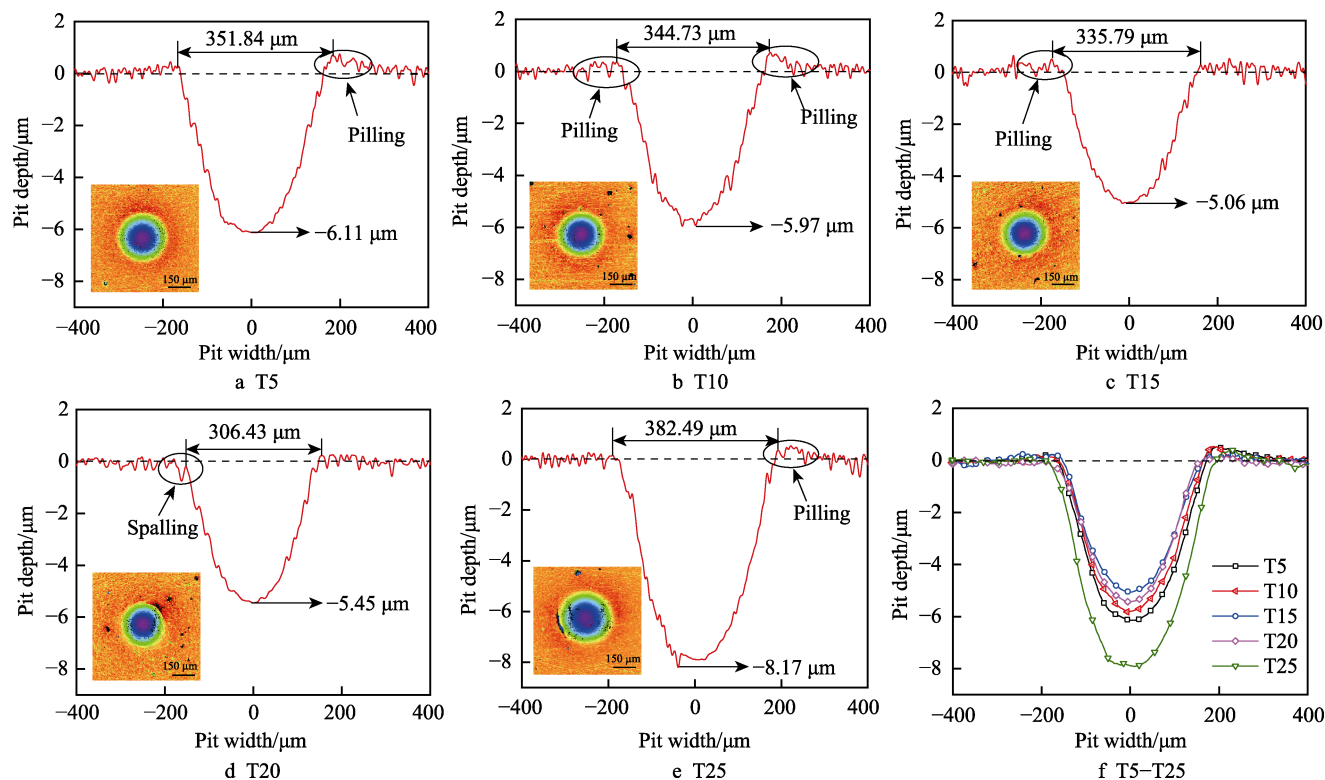 2
351.84 μm
0
−2
Pilling
−4
Pit depth/μm
−6
−6.11 μm
150 μm
−8
−400
−200
0
200
400
Pit width/μm
a T5
2
344.73 μm
0
−2
Pilling
Pilling
−4
Pit depth/μm
−6
−5.97 μm
150 μm
−8
−400
−200
0
200
400
Pit width/μm
b T10
2
335.79 μm
0
−2
Pilling
−4
Pit depth/μm
−5.06 μm
−6
150 μm
−8
−400
−200
0
200
400
Pit width/μm
c T15
2
306.43 μm
0
−2
Spalling
−4
Pit depth/μm
−5.45 μm
−6
150 μm
−8
−400
−200
0
200
400
Pit width/μm
d T20
2
382.49 μm
0
−2
Pilling
−4
Pit depth/μm
−6
150 μm
−8
−8.17 μm
−400
−200
0
200
400
Pit width/μm
e T25
2
0
−2
−4
Pit depth/μm
−6
−8
T5
T10
T15
T20
T25
−400
−200
0
200
400
Pit width/μm
f T5−T25